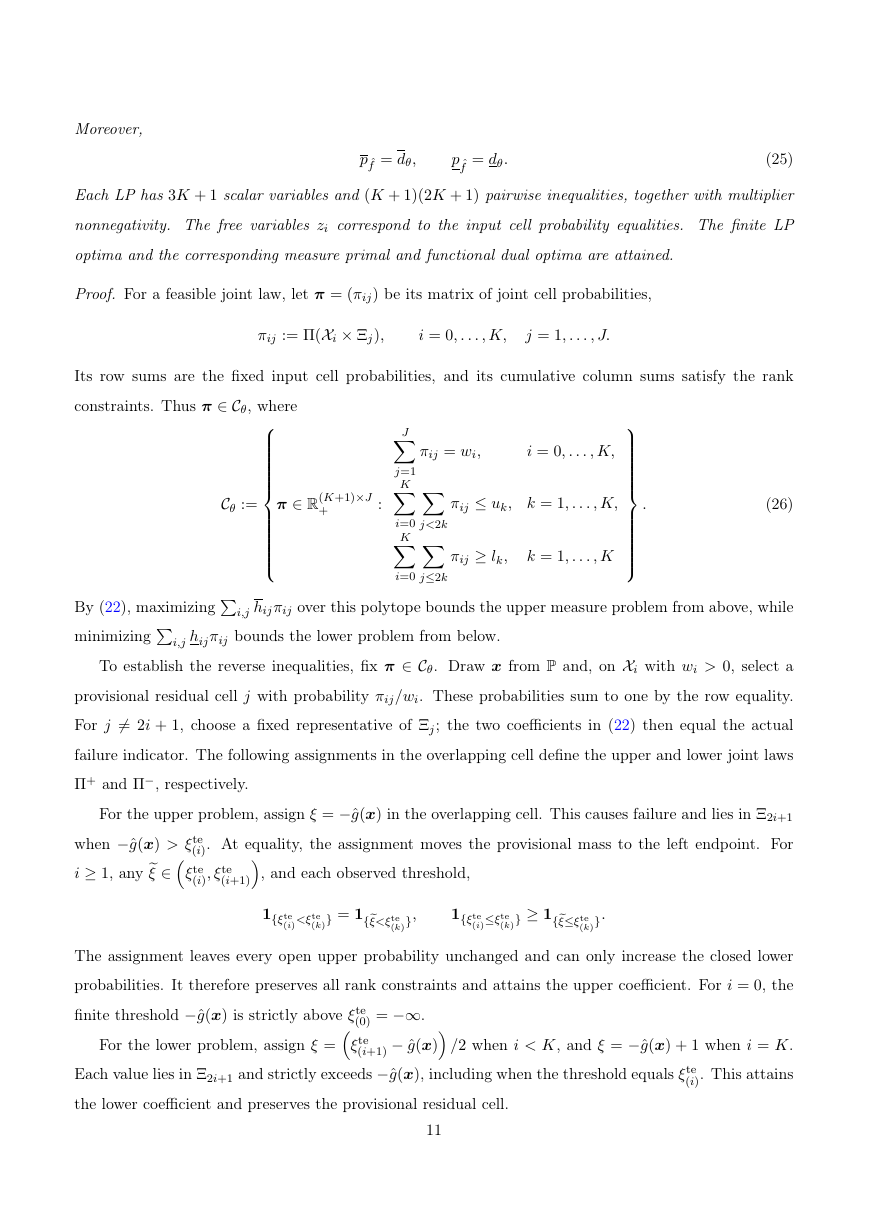 Moreover,
p̅_f̂ = d̅_θ,   p̲_f̂ = d̲_θ.   (25)
Each LP has 3K + 1 scalar variables and (K + 1)(2K + 1) pairwise inequalities, together with multiplier
nonnegativity. The free variables z_i correspond to the input cell probability equalities. The finite LP
optima and the corresponding measure primal and functional dual optima are attained.
Proof. For a feasible joint law, let π = (π_ij) be its matrix of joint cell probabilities,
π_ij := Π(𝒳_i × Ξ_j),   i = 0, . . . , K,   j = 1, . . . , J.
Its row sums are the fixed input cell probabilities, and its cumulative column sums satisfy the rank
constraints. Thus π ∈ 𝒞_θ, where
𝒞_θ := { π ∈ ℝ_+^{(K+1)×J} : ∑_{j=1}^{J} π_ij = w_i,   i = 0, . . . , K,
∑_{i=0}^{K} ∑_{j<2k} π_ij ≤ u_k,   k = 1, . . . , K,
∑_{i=0}^{K} ∑_{j≤2k} π_ij ≥ l_k,   k = 1, . . . , K } .   (26)
By (22), maximizing ∑_{i,j} h̅_ij π_ij over this polytope bounds the upper measure problem from above, while
minimizing ∑_{i,j} h̲_ij π_ij bounds the lower problem from below.
To establish the reverse inequalities, fix π ∈ 𝒞_θ. Draw x from ℙ and, on 𝒳_i with w_i > 0, select a
provisional residual cell j with probability π_ij/w_i. These probabilities sum to one by the row equality.
For j ≠ 2i + 1, choose a fixed representative of Ξ_j; the two coefficients in (22) then equal the actual
failure indicator. The following assignments in the overlapping cell define the upper and lower joint laws
Π⁺ and Π⁻, respectively.
For the upper problem, assign ξ = −ĝ(x) in the overlapping cell. This causes failure and lies in Ξ_{2i+1}
when −ĝ(x) > ξ^te_(i). At equality, the assignment moves the provisional mass to the left endpoint. For
i ≥ 1, any ξ̃ ∈ (ξ^te_(i), ξ^te_(i+1)), and each observed threshold,
1_{ξ^te_(i) < ξ^te_(k)} = 1_{ξ̃ < ξ^te_(k)},   1_{ξ^te_(i) ≤ ξ^te_(k)} ≥ 1_{ξ̃ ≤ ξ^te_(k)}.
The assignment leaves every open upper probability unchanged and can only increase the closed lower
probabilities. It therefore preserves all rank constraints and attains the upper coefficient. For i = 0, the
finite threshold −ĝ(x) is strictly above ξ^te_(0) = −∞.
For the lower problem, assign ξ = (ξ^te_(i+1) − ĝ(x)) /2 when i < K, and ξ = −ĝ(x) + 1 when i = K.
Each value lies in Ξ_{2i+1} and strictly exceeds −ĝ(x), including when the threshold equals ξ^te_(i). This attains
the lower coefficient and preserves the provisional residual cell.
11